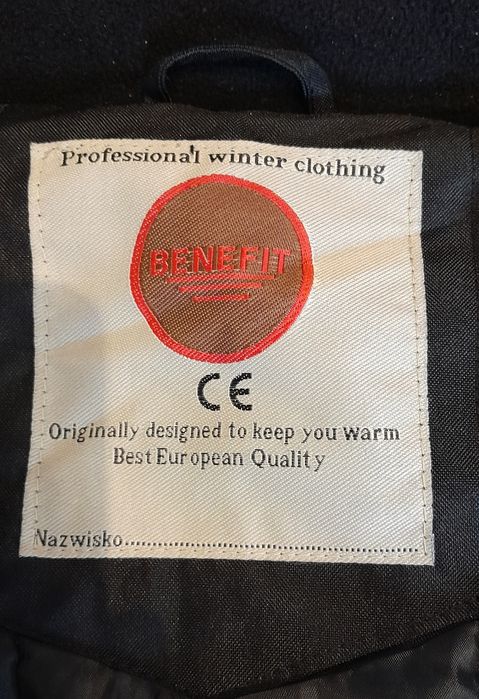 Professional winter clothing
BENEFIT
CE
Originally designed to keep you warm
Best European Quality
Nazwisko....................................................